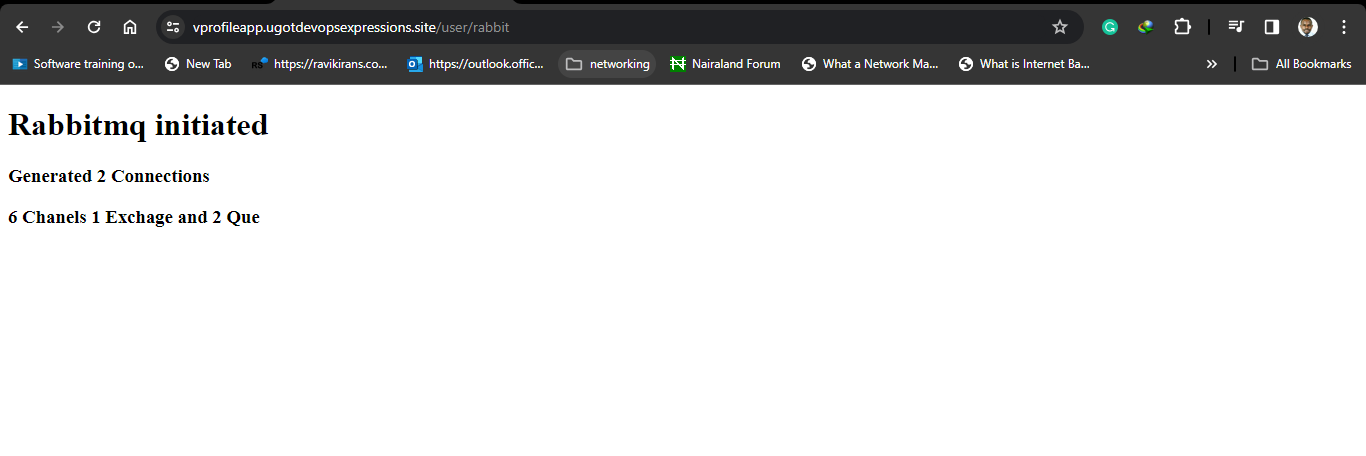 vprofileapp.ugotdevopsexpressions.site/user/rabbit
Software training o... New Tab RS https://ravikirans.co... https://outlook.offic... networking Nairaland Forum What a Network Ma... What is Internet Ba... » All Bookmarks
Rabbitmq initiated
Generated 2 Connections
6 Chanels 1 Exchage and 2 Que